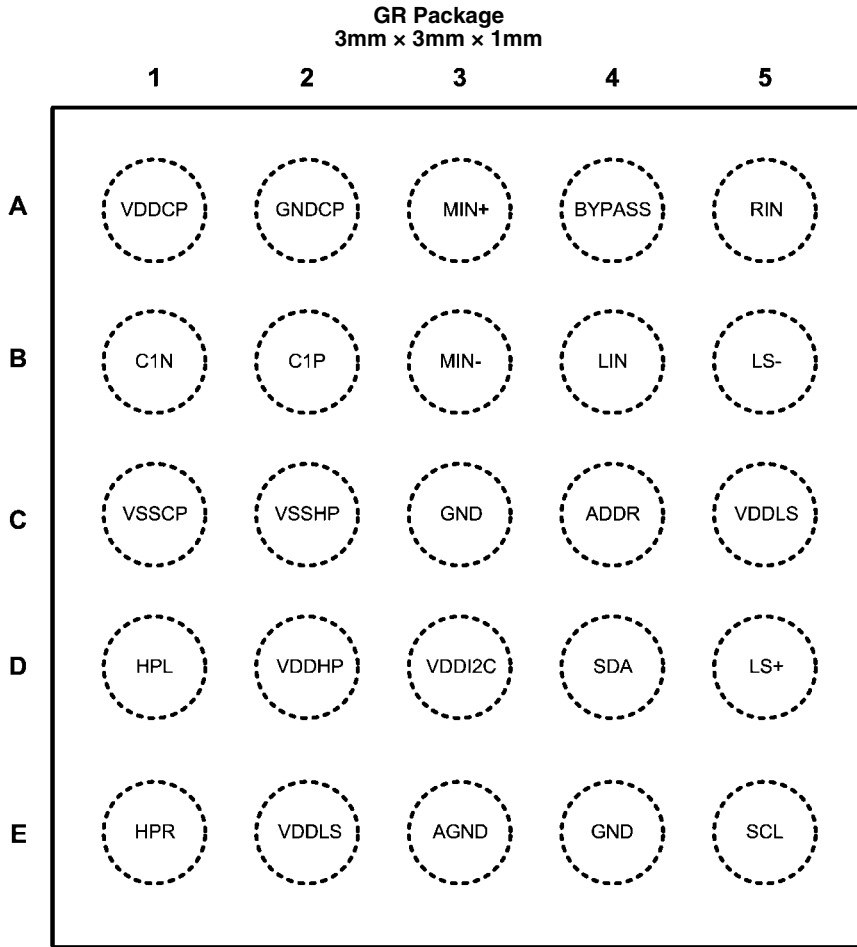 GR Package
3mm × 3mm × 1mm
1 2 3 4 5
A VDDCP GNDCP MIN+ BYPASS RIN
B C1N C1P MIN- LIN LS-
C VSSCP VSSHP GND ADDR VDDLS
D HPL VDDHP VDDI2C SDA LS+
E HPR VDDLS AGND GND SCL